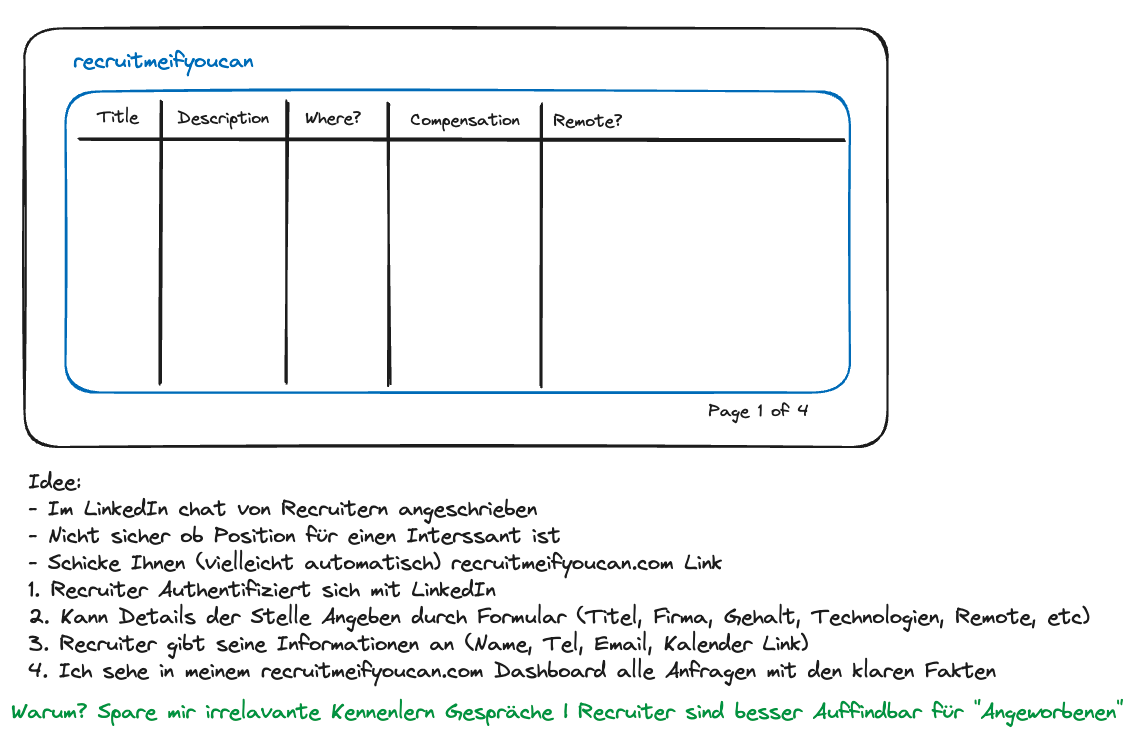 recruitmeifyoucan
Title Description Where? Compensation Remote?
Page 1 of 4
Idee:
- Im LinkedIn chat von Recruitern angeschrieben
- Nicht sicher ob Position für einen Interssant ist
- Schicke Ihnen (vielleicht automatisch) recruitmeifyoucan.com Link
1. Recruiter Authentifiziert sich mit LinkedIn
2. Kann Details der Stelle Angeben durch Formular (Titel, Firma, Gehalt, Technologien, Remote, etc)
3. Recruiter gibt seine Informationen an (Name, Tel, Email, Kalender Link)
4. Ich sehe in meinem recruitmeifyoucan.com Dashboard alle Anfragen mit den klaren Fakten
Warum? Spare mir irrelavante Kennenlern Gespräche | Recruiter sind besser Auffindbar für "Angeworbenen"